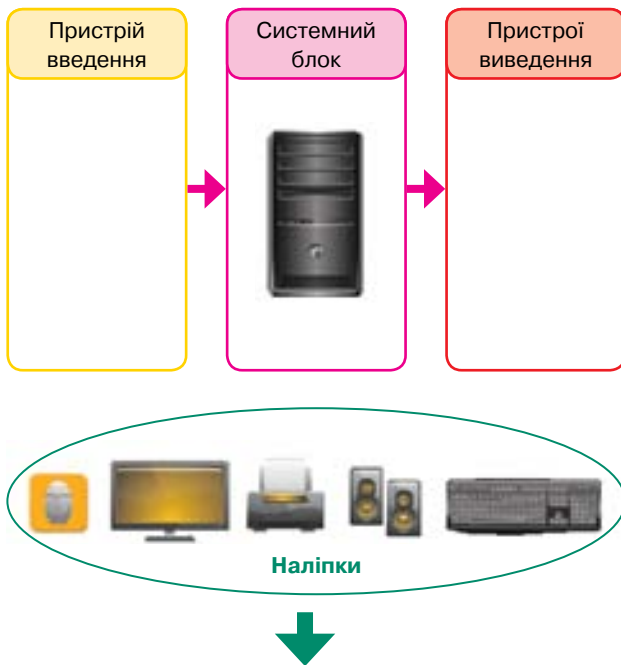 Пристрій
введення
Системний
блок
Пристрої
виведення
Наліпки